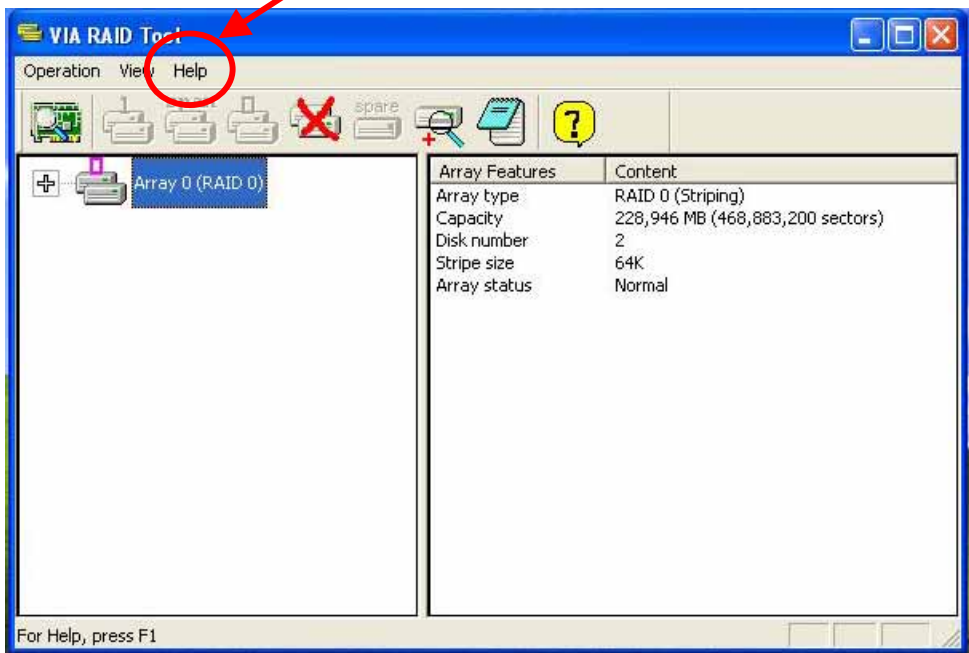 VIA RAID Tool
Operation View Help
spare
Array 0 (RAID 0)
Array Features Content
Array type RAID 0 (Striping)
Capacity 228,946 MB (468,883,200 sectors)
Disk number 2
Stripe size 64K
Array status Normal
For Help, press F1